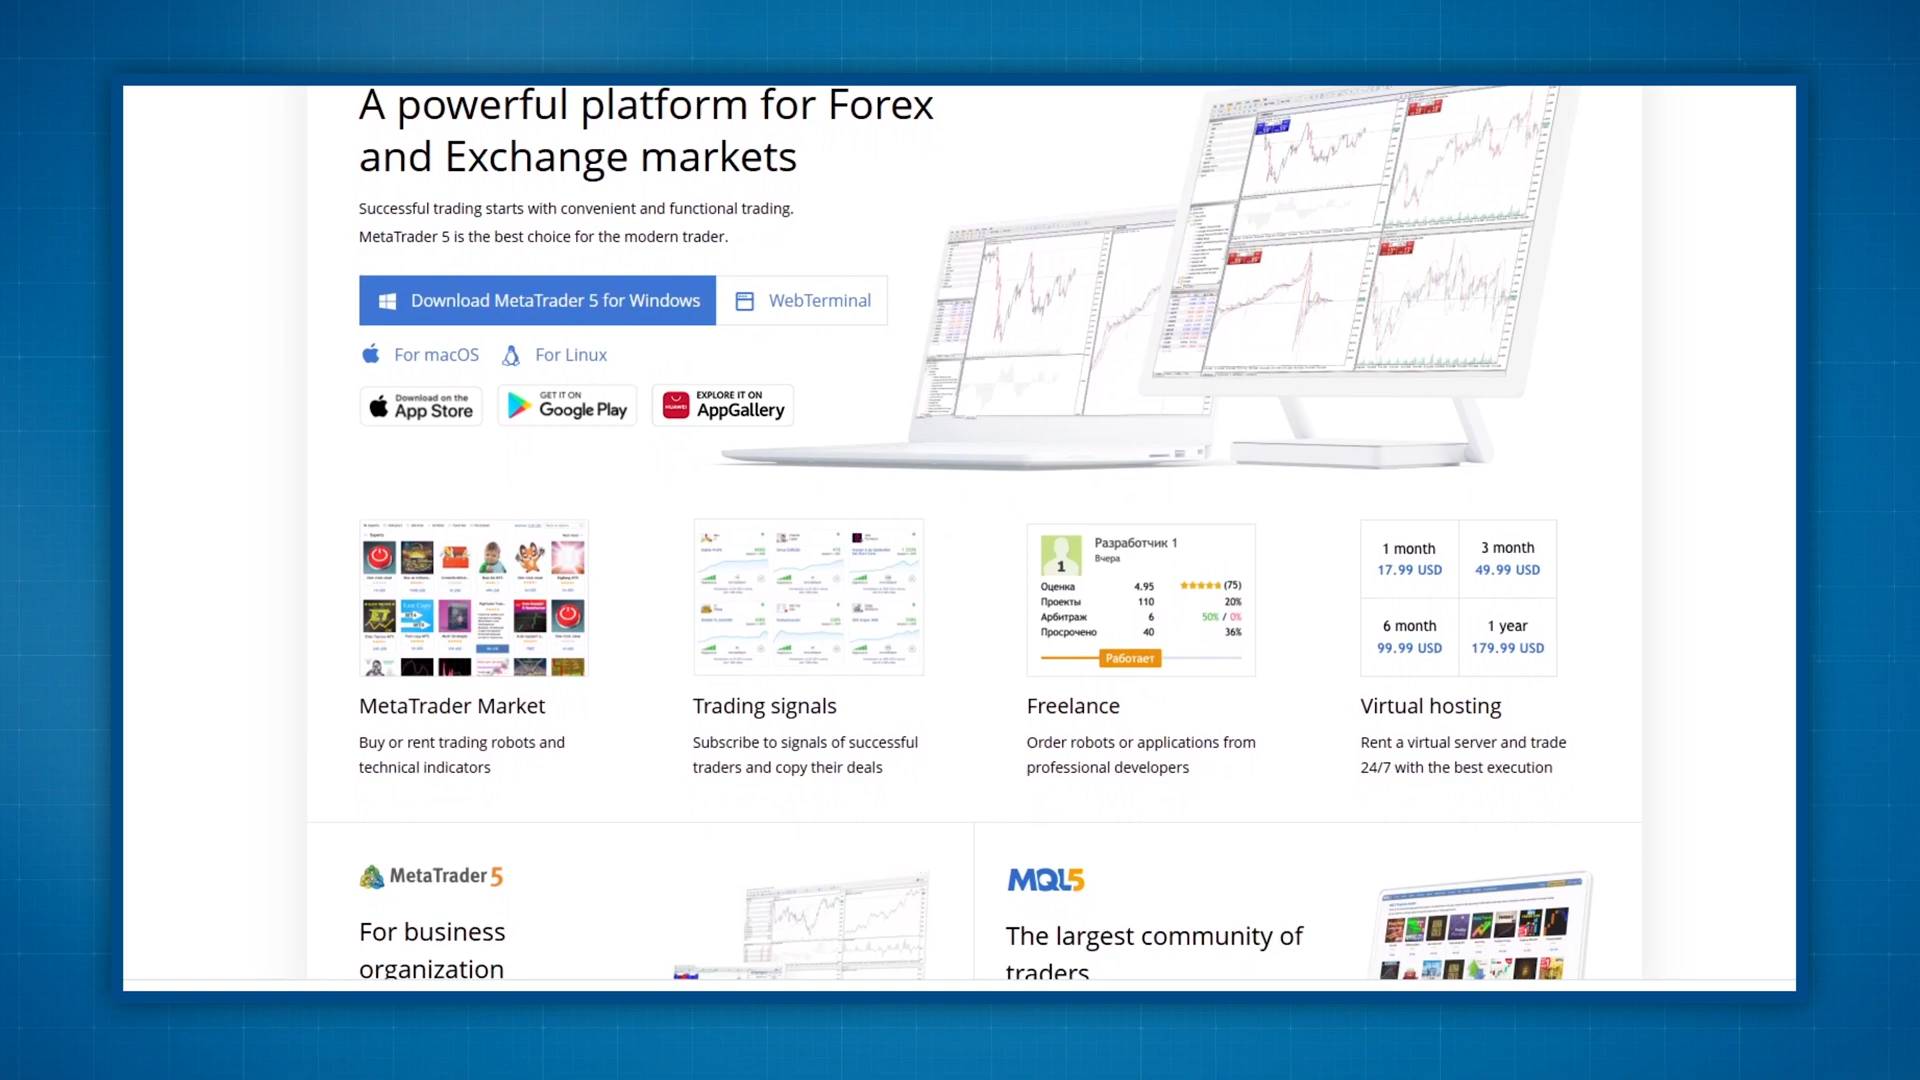 A powerful platform for Forex
and Exchange markets
Successful trading starts with convenient and functional trading.
MetaTrader 5 is the best choice for the modern trader.
Download MetaTrader 5 for Windows
WebTerminal
For macOS
For Linux
Download on the
App Store
GET IT ON
Google Play
HUAWEI
EXPLORE IT ON
AppGallery
Разработчик 1
Вчера
1
Оценка 4.95 (75)
Проекты 110 20%
Арбитраж 6 50% / 0%
Просрочено 40 36%
Работает
1 month
17.99 USD
3 month
49.99 USD
6 month
99.99 USD
1 year
179.99 USD
MetaTrader Market
Buy or rent trading robots and
technical indicators
Trading signals
Subscribe to signals of successful
traders and copy their deals
Freelance
Order robots or applications from
professional developers
Virtual hosting
Rent a virtual server and trade
24/7 with the best execution
MetaTrader 5
For business
organization
MQL5
The largest community of
traders